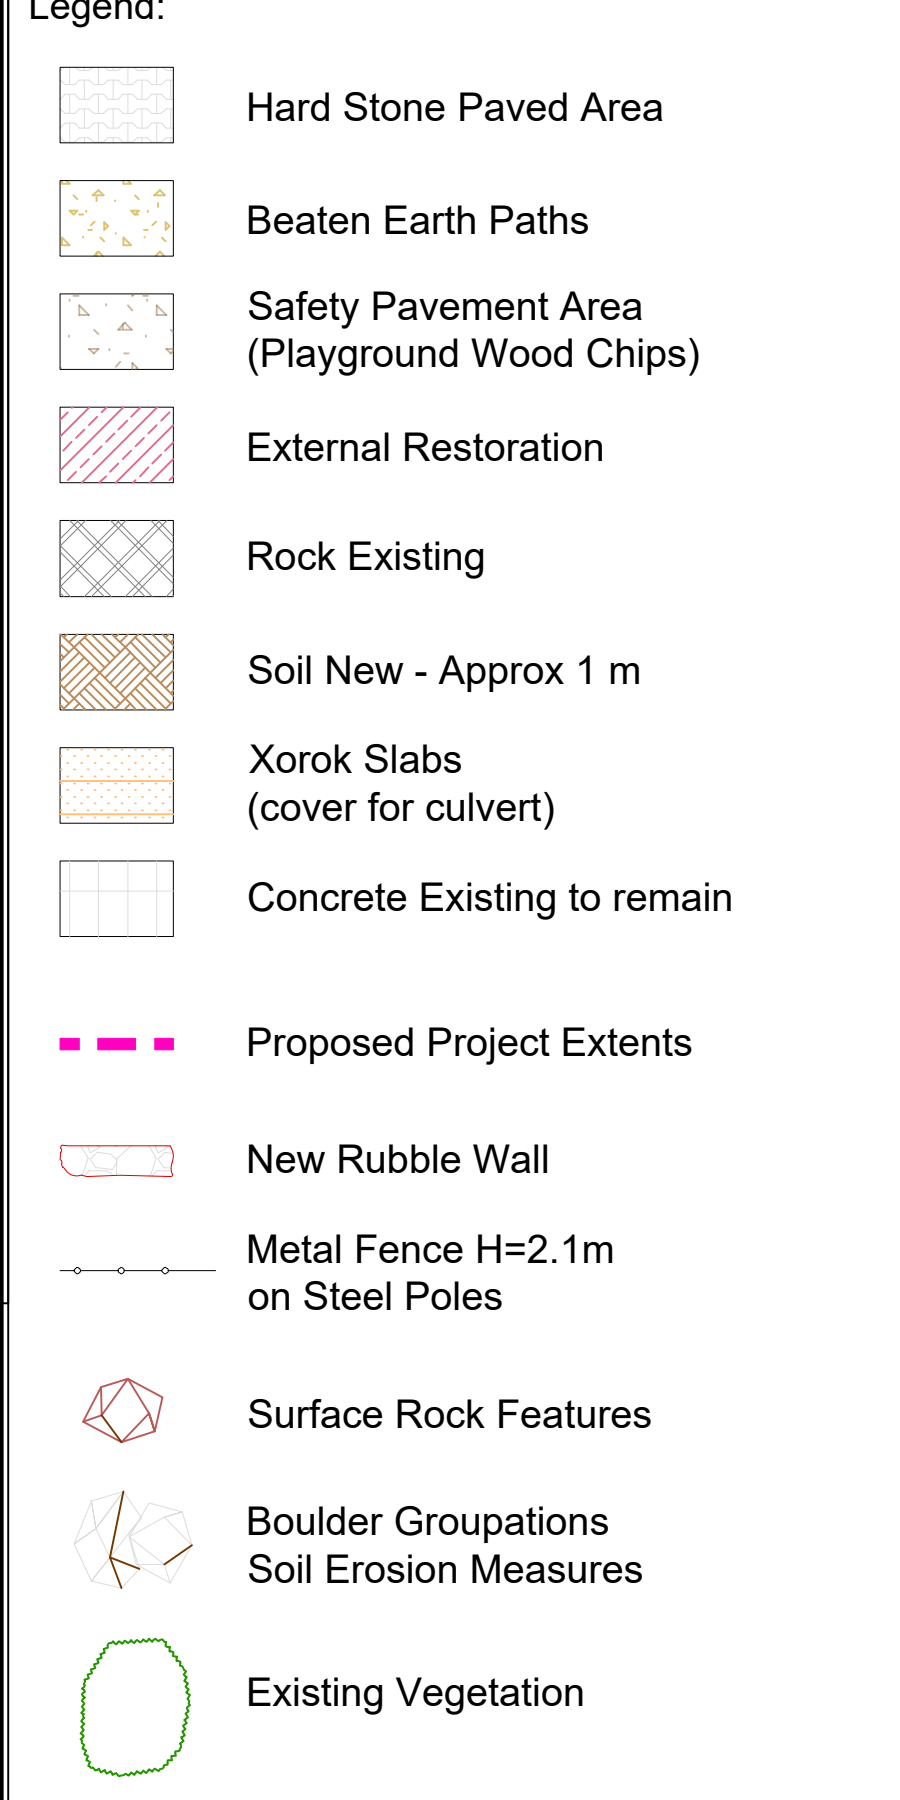 Legend:
Hard Stone Paved Area
Beaten Earth Paths
Safety Pavement Area
(Playground Wood Chips)
External Restoration
Rock Existing
Soil New - Approx 1 m
Xorok Slabs
(cover for culvert)
Concrete Existing to remain
Proposed Project Extents
New Rubble Wall
Metal Fence H=2.1m
on Steel Poles
Surface Rock Features
Boulder Groupations
Soil Erosion Measures
Existing Vegetation